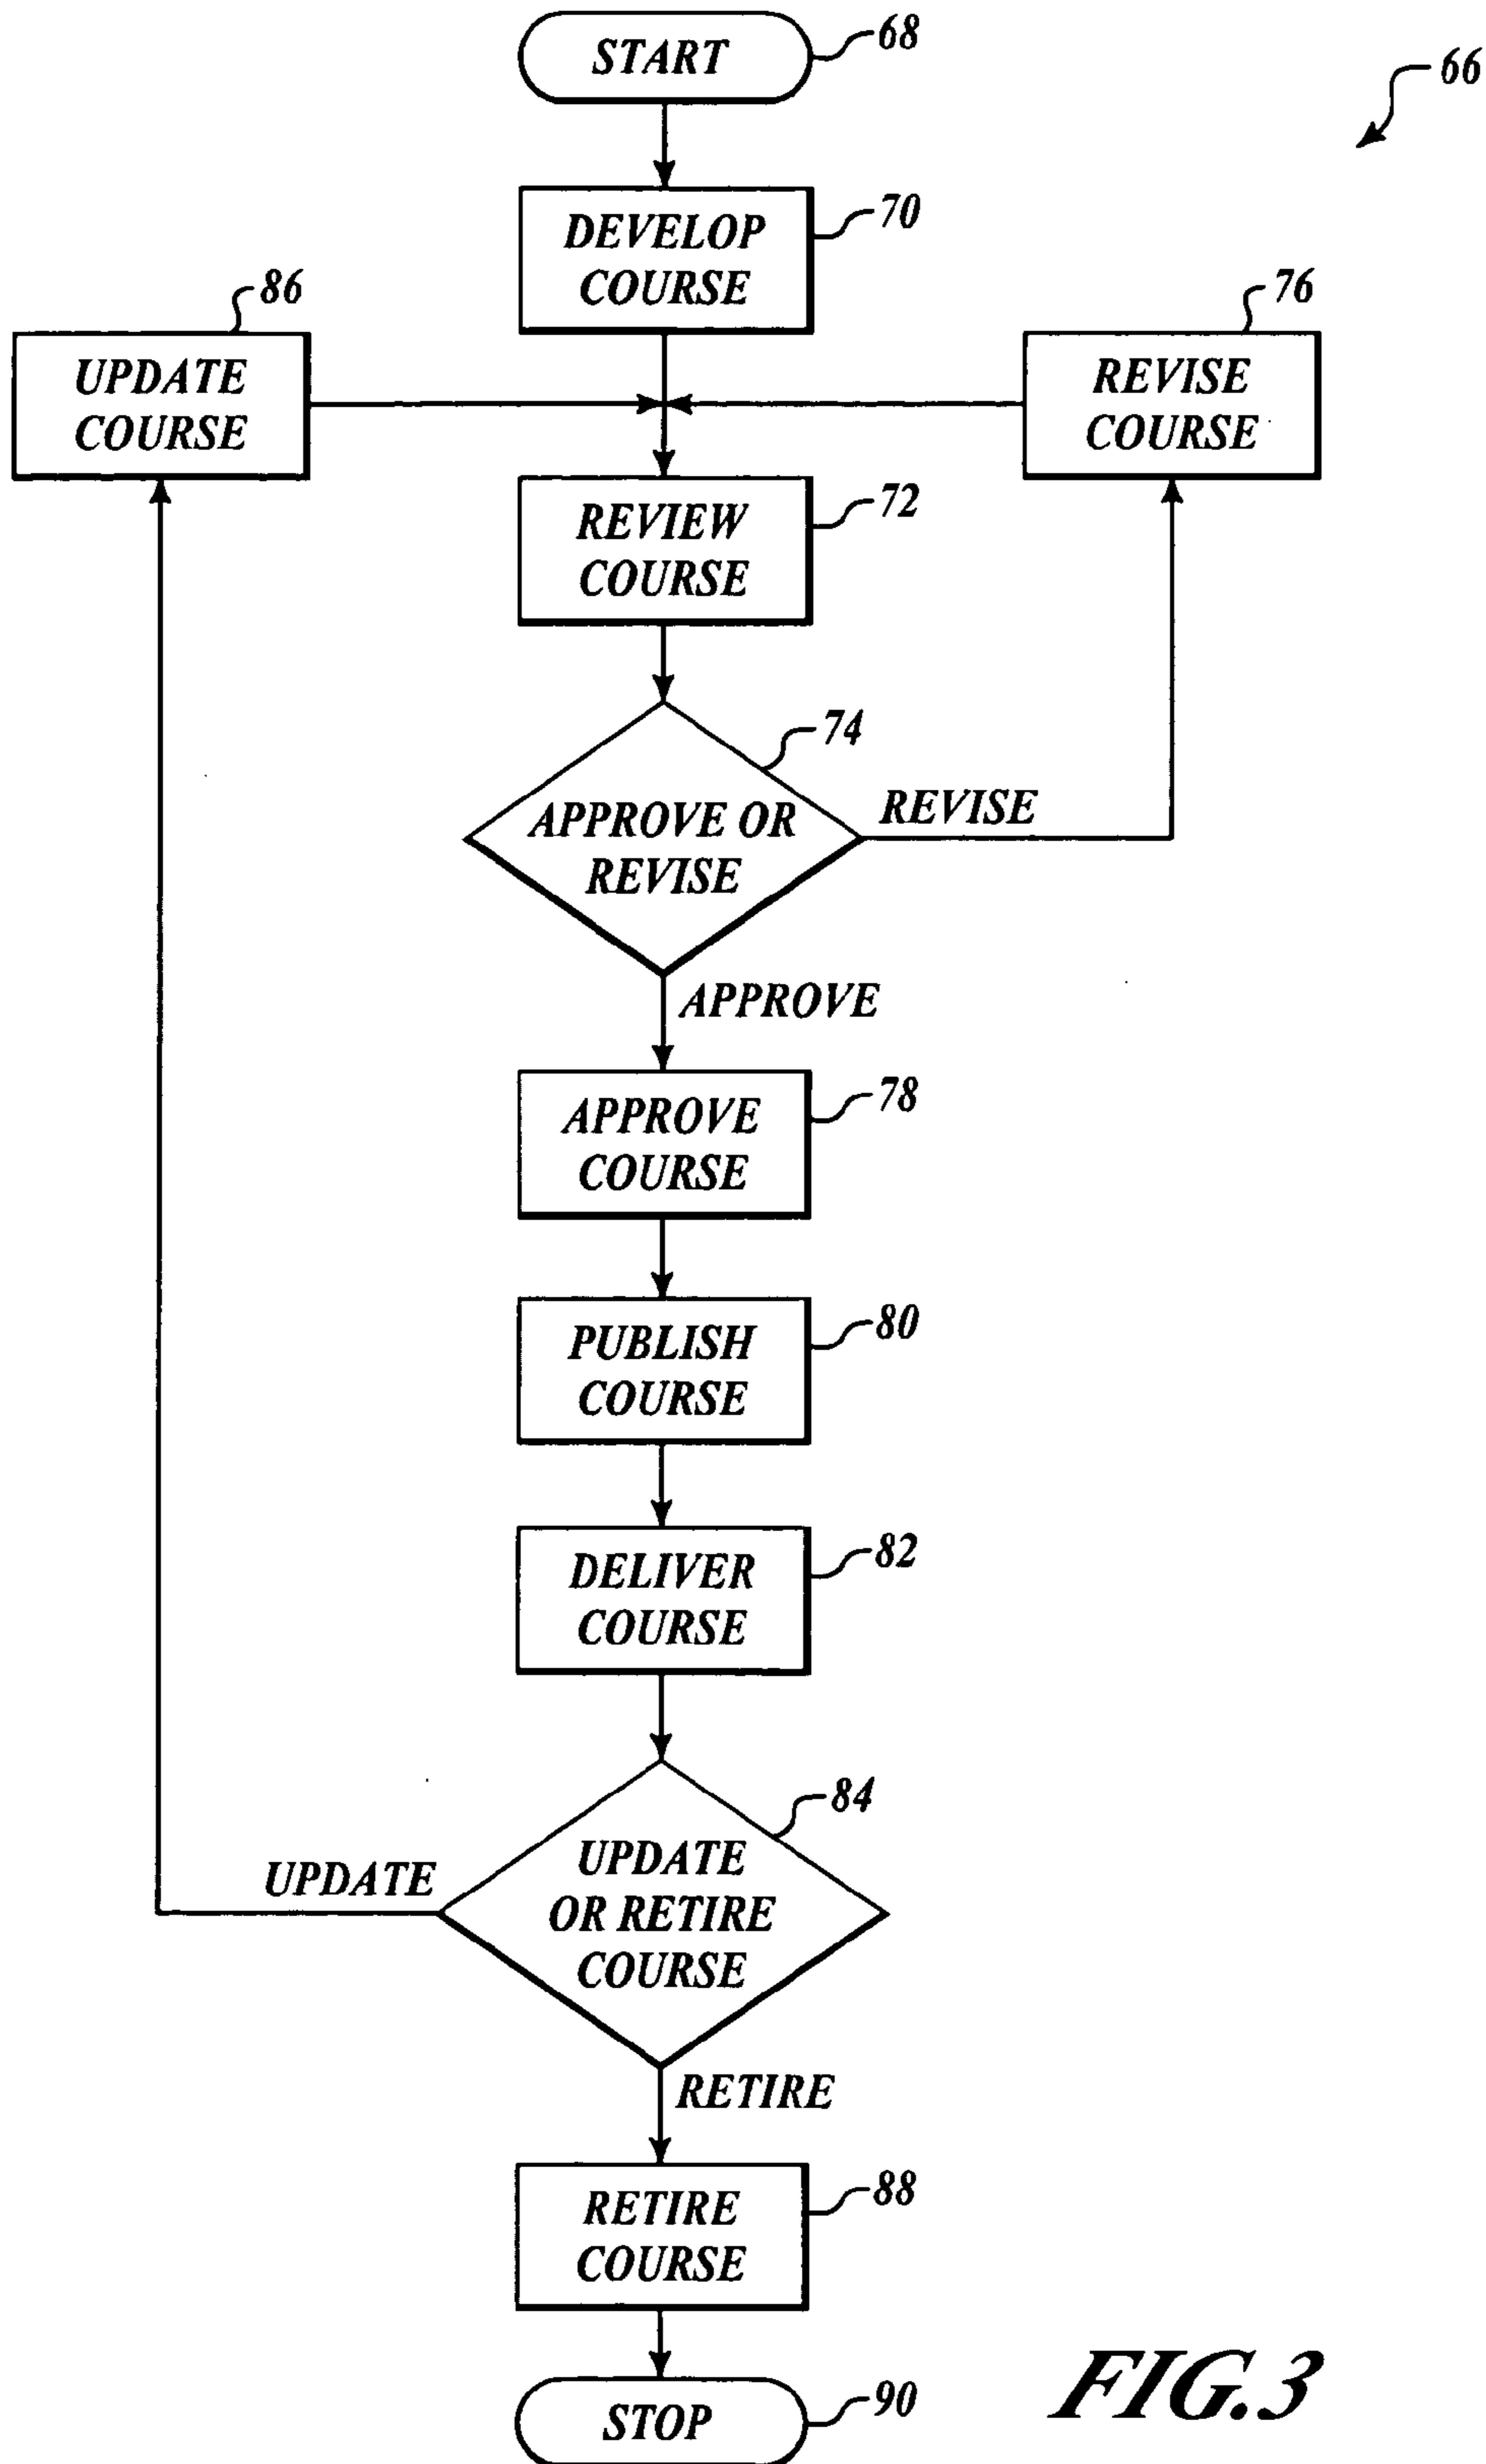 START
68
66
DEVELOP
COURSE
70
86
UPDATE
COURSE
76
REVISE
COURSE
REVIEW
COURSE
72
74
APPROVE OR
REVISE
REVISE
APPROVE
APPROVE
COURSE
78
PUBLISH
COURSE
80
DELIVER
COURSE
82
84
UPDATE
OR RETIRE
COURSE
UPDATE
RETIRE
RETIRE
COURSE
88
STOP
90
FIG.3